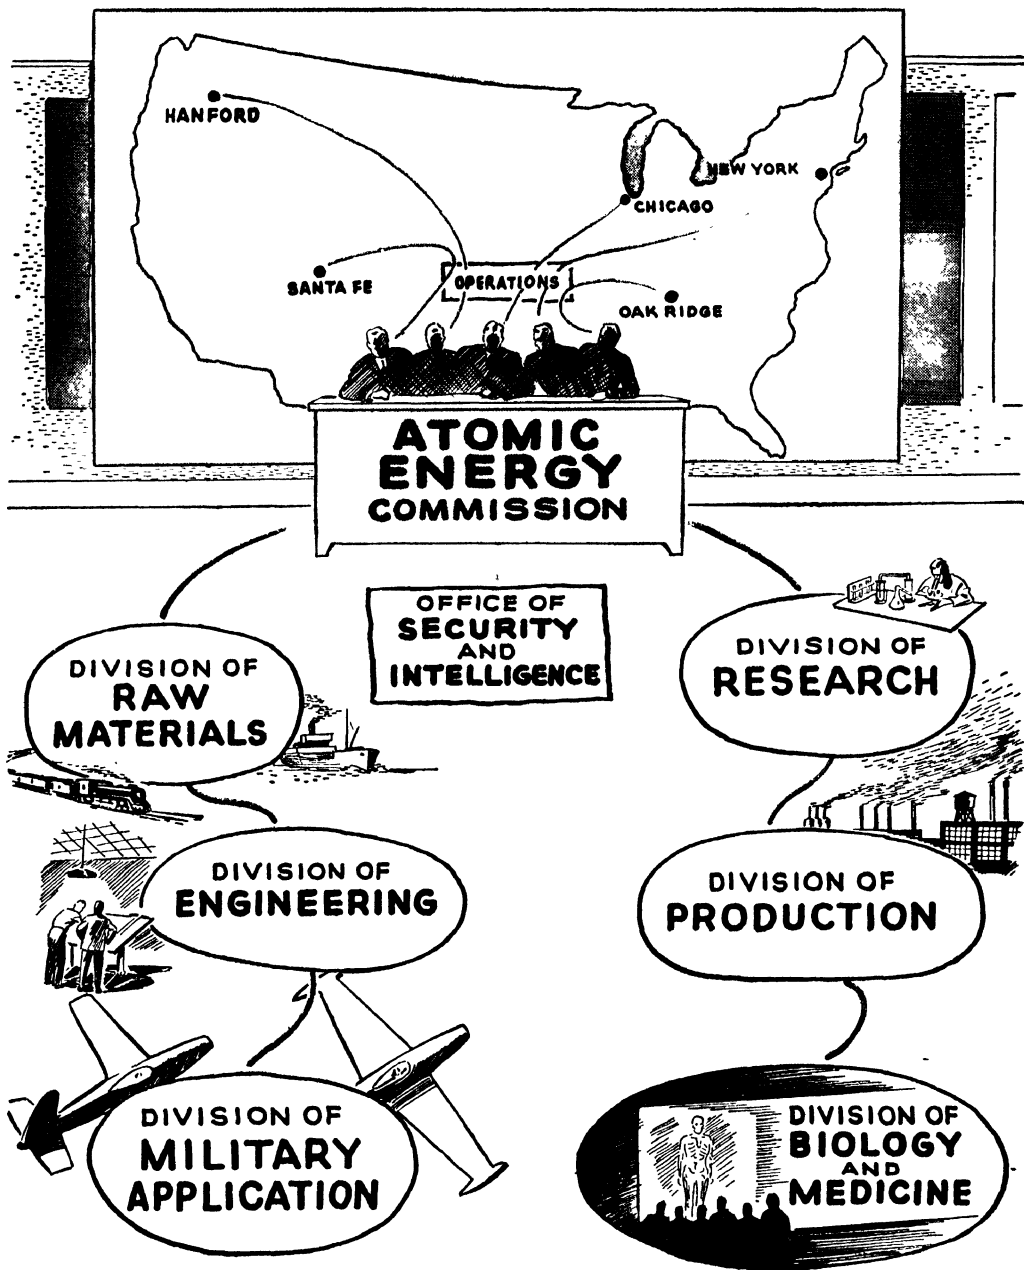 HANFORD
NEW YORK
CHICAGO
SANTA FE
OPERATIONS
OAK RIDGE
ATOMIC
ENERGY
COMMISSION
OFFICE OF
SECURITY
AND
INTELLIGENCE
DIVISION OF
RAW
MATERIALS
DIVISION OF
RESEARCH
DIVISION OF
ENGINEERING
DIVISION OF
PRODUCTION
DIVISION OF
MILITARY
APPLICATION
DIVISION OF
BIOLOGY
AND
MEDICINE